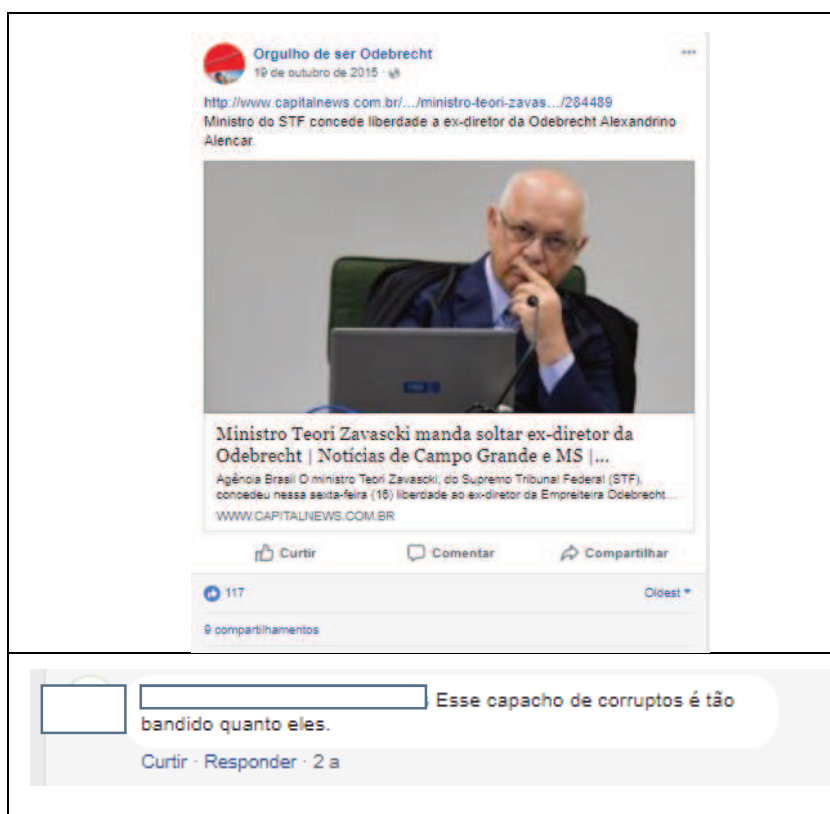 Orgulho de ser Odebrecht
19 de outubro de 2015 ·
http://www.capitalnews.com.br/.../ministro-teori-zavas.../284489
Ministro do STF concede liberdade a ex-diretor da Odebrecht Alexandrino
Alencar.
Ministro Teori Zavascki manda soltar ex-diretor da
Odebrecht | Notícias de Campo Grande e MS |...
Agência Brasil O ministro Teori Zavascki, do Supremo Tribunal Federal (STF),
concedeu nessa sexta-feira (16) liberdade ao ex-diretor da Empreiteira Odebrecht...
WWW.CAPITALNEWS.COM.BR
Curtir Comentar Compartilhar
117 Oldest
9 compartilhamentos
Esse capacho de corruptos é tão
bandido quanto eles.
Curtir · Responder · 2 a